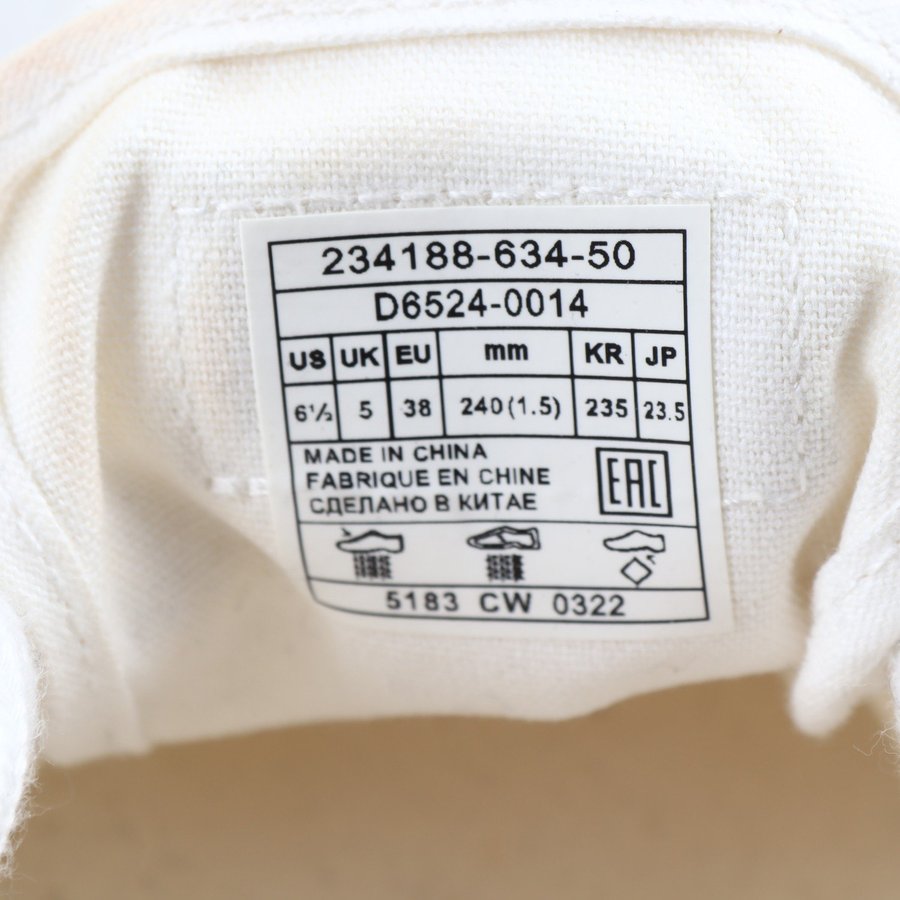 234188-634-50
D6524-0014
US UK EU mm KR JP
6½ 5 38 240(1.5) 235 23.5
MADE IN CHINA
FABRIQUE EN CHINE
СДЕЛАНО В КИТАЕ
EAC
5183 CW 0322